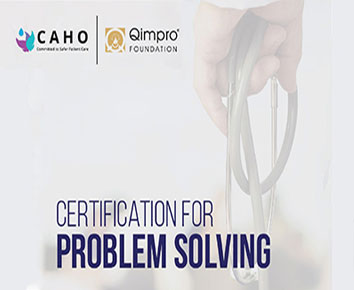 CAHO
Committed to Safer Patient Care
Qimpro®
FOUNDATION
CERTIFICATION FOR
PROBLEM SOLVING